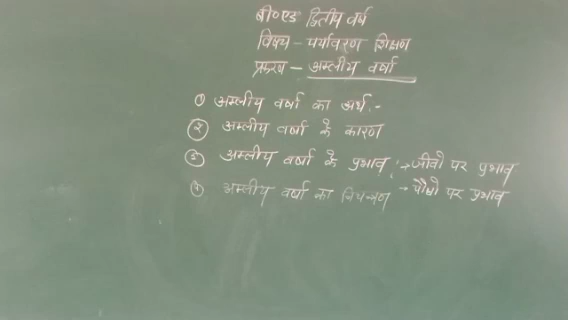 बी०एड द्वितीय वर्ष
विषय - पर्यावरण शिक्षण
प्रकरण - अम्लीय वर्षा
① अम्लीय वर्षा का अर्थ :-
② अम्लीय वर्षा के कारण
③ अम्लीय वर्षा के प्रभाव :→ जीवो पर प्रभाव
→ पौधो पर प्रभाव
④ अम्लीय वर्षा का नियन्त्रण